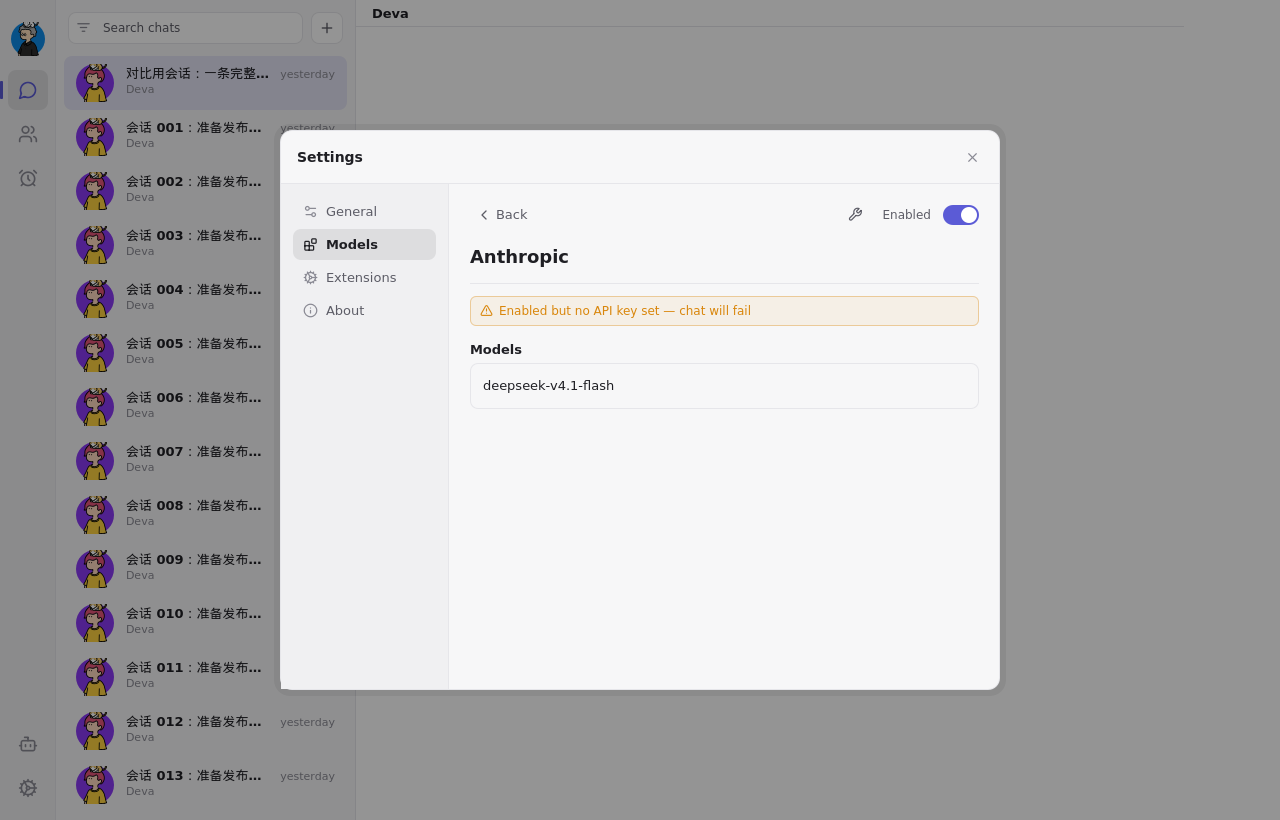 Search chats
Deva
对比用会话：一条完整... yesterday
Deva
会话 001：准备发布... yesterday
Deva
会话 002：准备发布...
Deva
会话 003：准备发布...
Deva
会话 004：准备发布...
Deva
会话 005：准备发布...
Deva
会话 006：准备发布...
Deva
会话 007：准备发布...
Deva
会话 008：准备发布...
Deva
会话 009：准备发布...
Deva
会话 010：准备发布...
Deva
会话 011：准备发布...
Deva
会话 012：准备发布... yesterday
Deva
会话 013：准备发布... yesterday
Deva
Settings
General
Models
Extensions
About
Back
Enabled
Anthropic
Enabled but no API key set — chat will fail
Models
deepseek-v4.1-flash